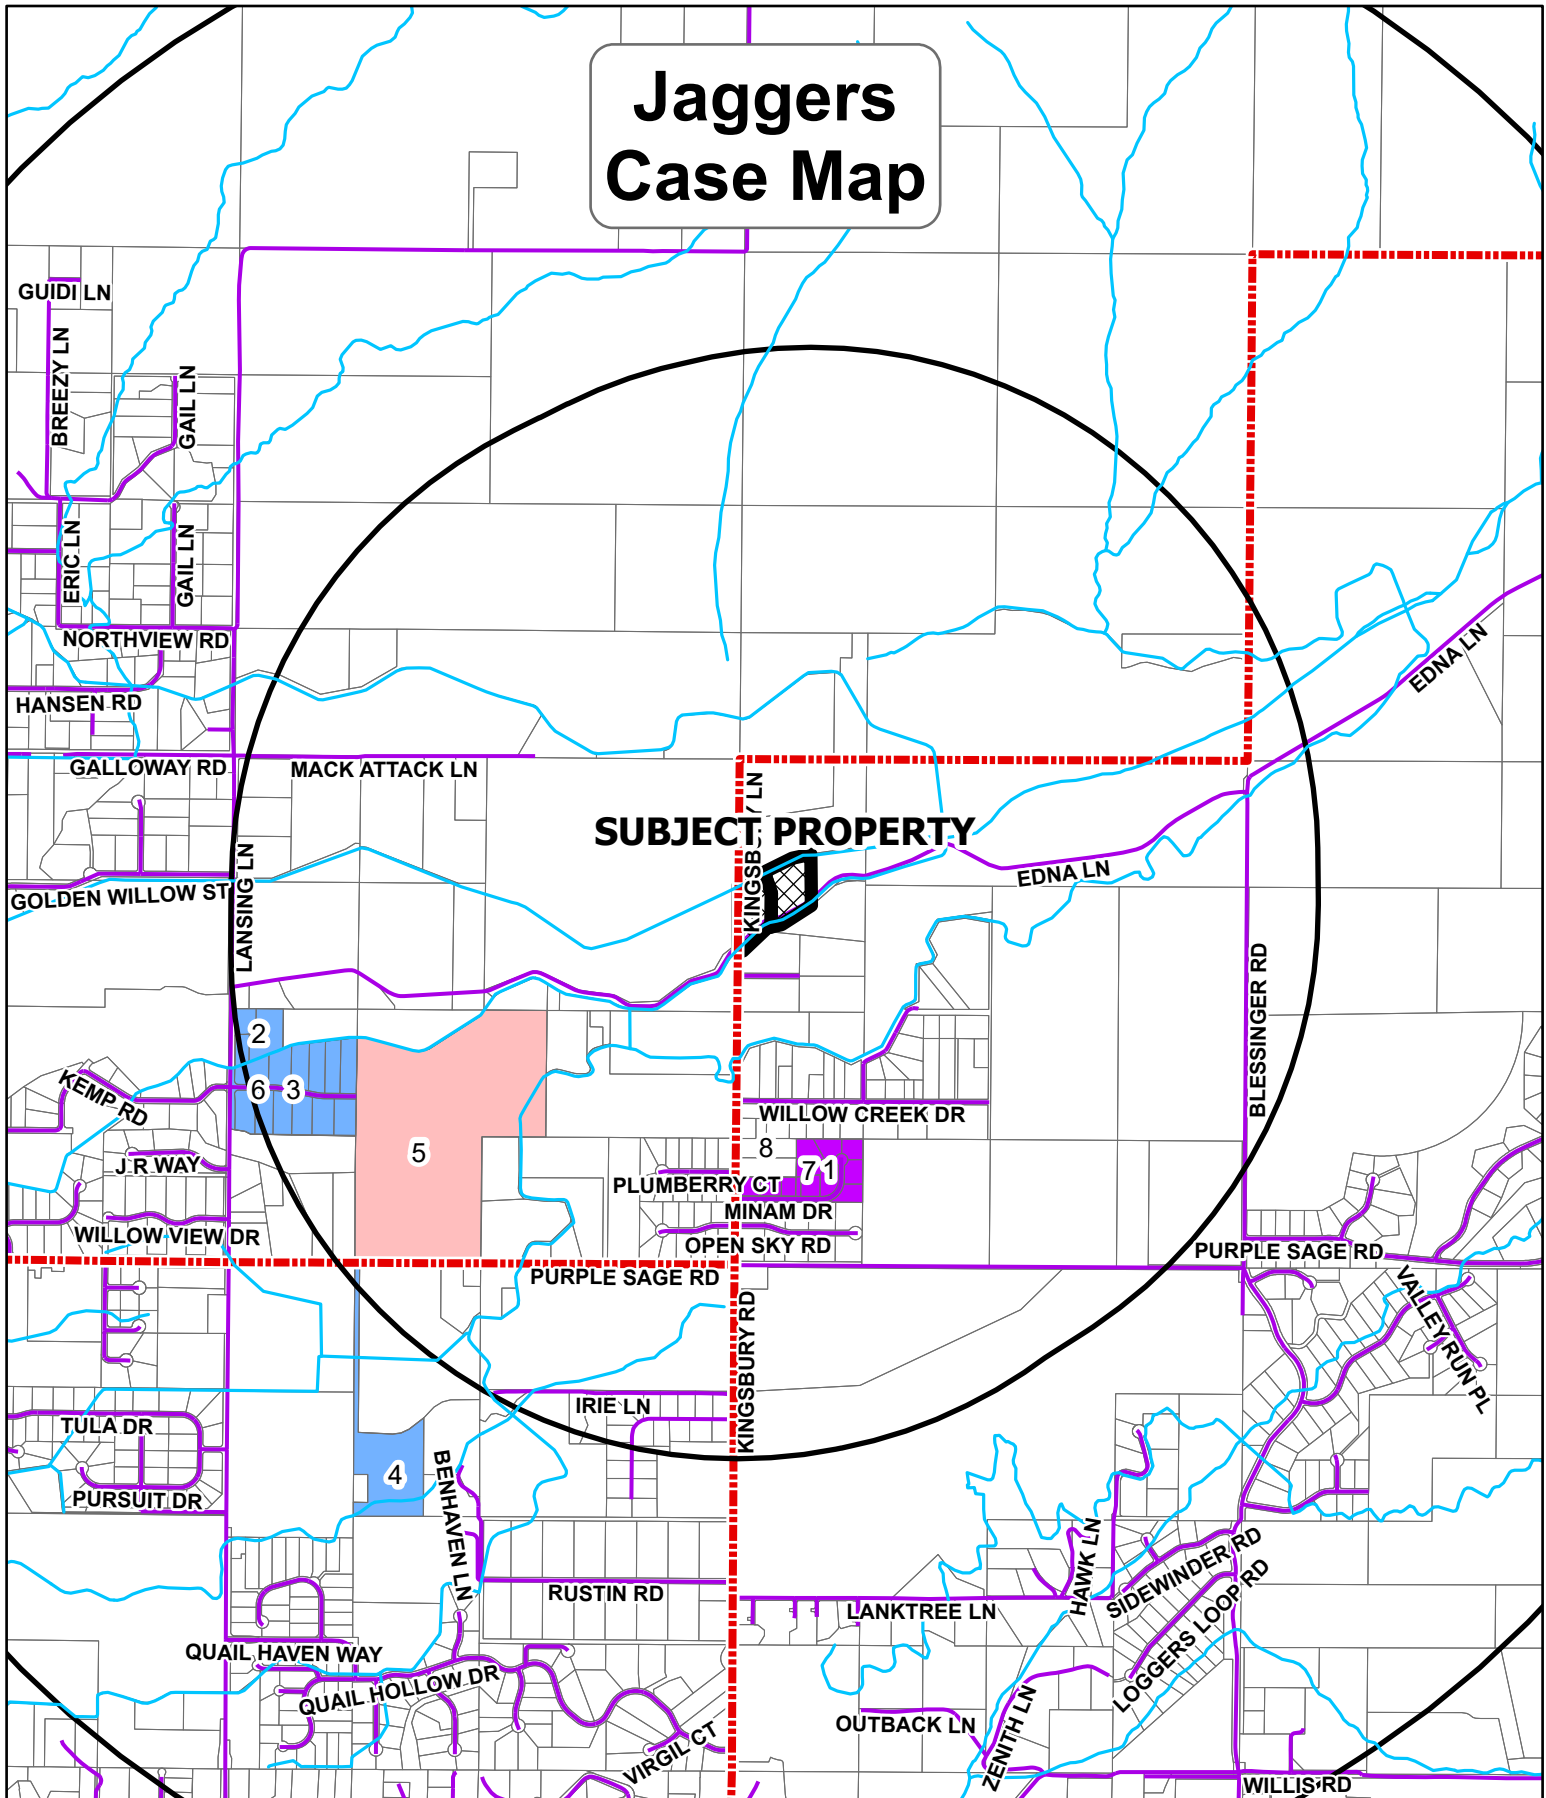 Jaggers
Case Map
GUIDI LN
BREEZY LN
GAIL LN
ERIC LN
GAIL LN
NORTHVIEW RD
HANSEN RD
EDNA LN
GALLOWAY RD
MACK ATTACK LN
KINGSBURY LN
SUBJECT PROPERTY
LANSING LN
EDNA LN
GOLDEN WILLOW ST
BLESSINGER RD
2
KEMP RD
6
3
WILLOW CREEK DR
5
8
J R WAY
7
1
PLUMBERRY CT
MINAM DR
WILLOW VIEW DR
OPEN SKY RD
PURPLE SAGE RD
PURPLE SAGE RD
KINGSBURY RD
VALLEY RUN PL
IRIE LN
TULA DR
BENHAVEN LN
4
PURSUIT DR
HAWK LN
SIDEWINDER RD
RUSTIN RD
LANKTREE LN
LOGGERS LOOP RD
QUAIL HAVEN WAY
QUAIL HOLLOW DR
OUTBACK LN
ZENITH LN
VIRGIL CT
WILLIS RD